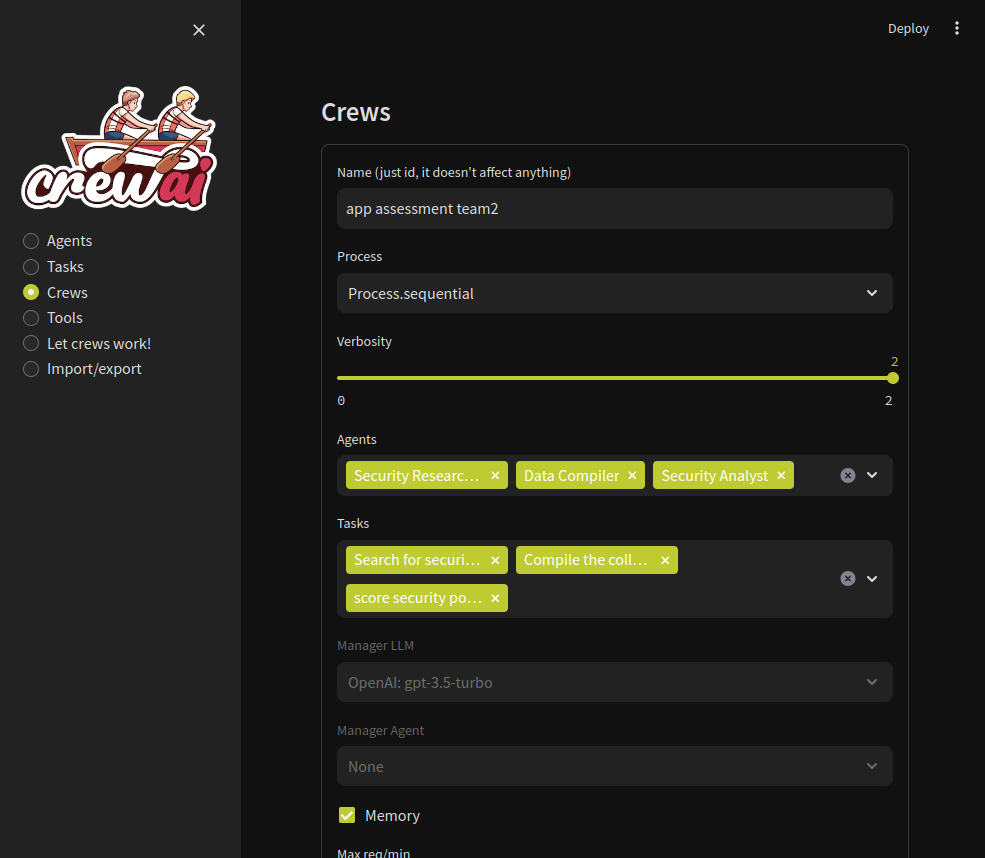 Deploy
crewai
Agents
Tasks
Crews
Tools
Let crews work!
Import/export
Crews
Name (just id, it doesn't affect anything)
app assessment team2
Process
Process.sequential
Verbosity
2
0 2
Agents
Security Researc... Data Compiler Security Analyst
Tasks
Search for securi... Compile the coll...
score security po...
Manager LLM
OpenAI: gpt-3.5-turbo
Manager Agent
None
Memory
Max req/min